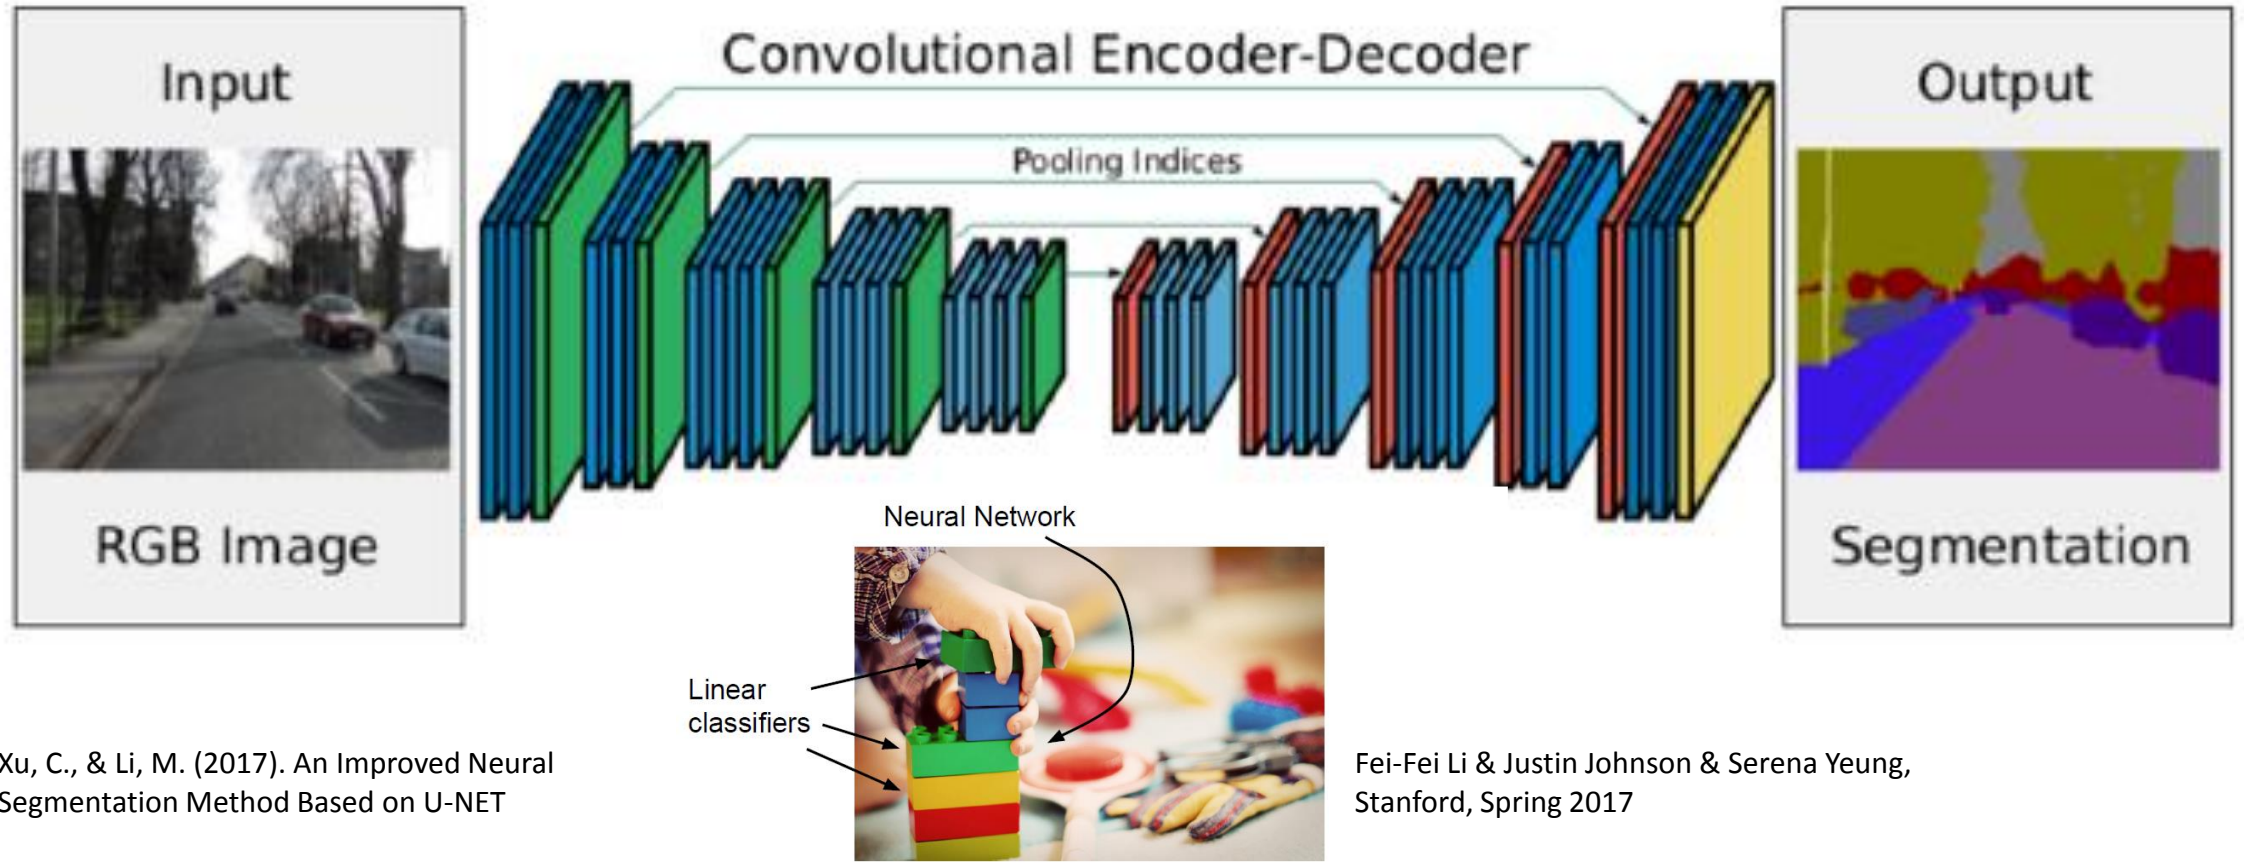 Input
RGB Image
Convolutional Encoder-Decoder
Pooling Indices
Output
Segmentation
Neural Network
Linear
classifiers
Xu, C., & Li, M. (2017). An Improved Neural
Segmentation Method Based on U-NET
Fei-Fei Li & Justin Johnson & Serena Yeung,
Stanford, Spring 2017